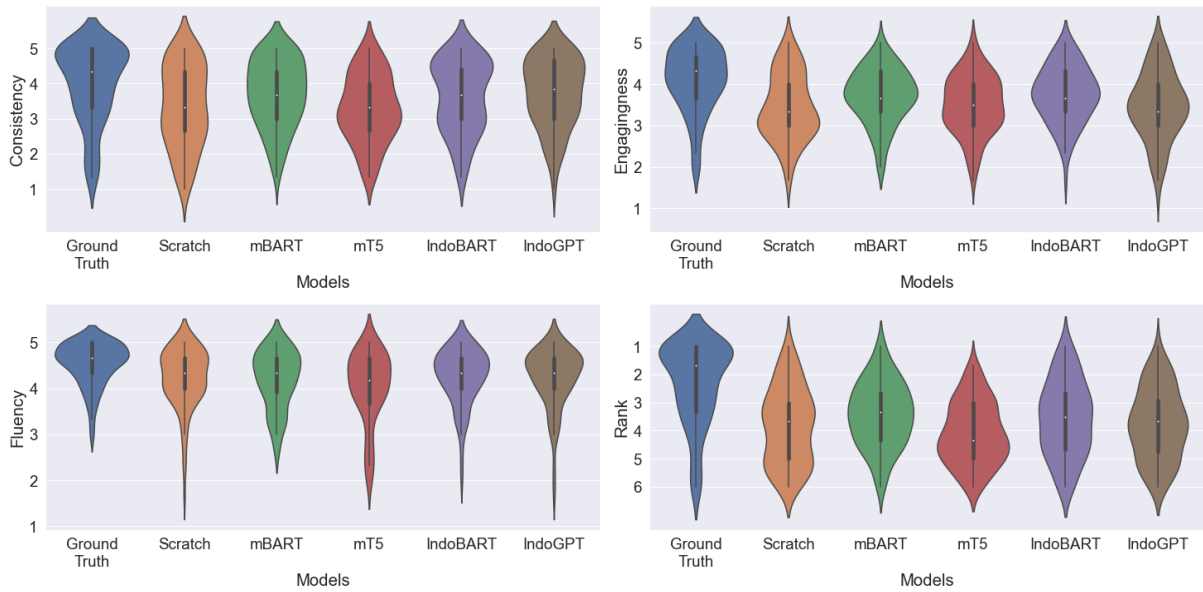 Consistency
5
4
3
2
1
Ground Truth Scratch mBART mT5 IndoBART IndoGPT
Models
Engagingness
5
4
3
2
1
Ground Truth Scratch mBART mT5 IndoBART IndoGPT
Models
Fluency
5
4
3
2
1
Ground Truth Scratch mBART mT5 IndoBART IndoGPT
Models
Rank
1
2
3
4
5
6
Ground Truth Scratch mBART mT5 IndoBART IndoGPT
Models